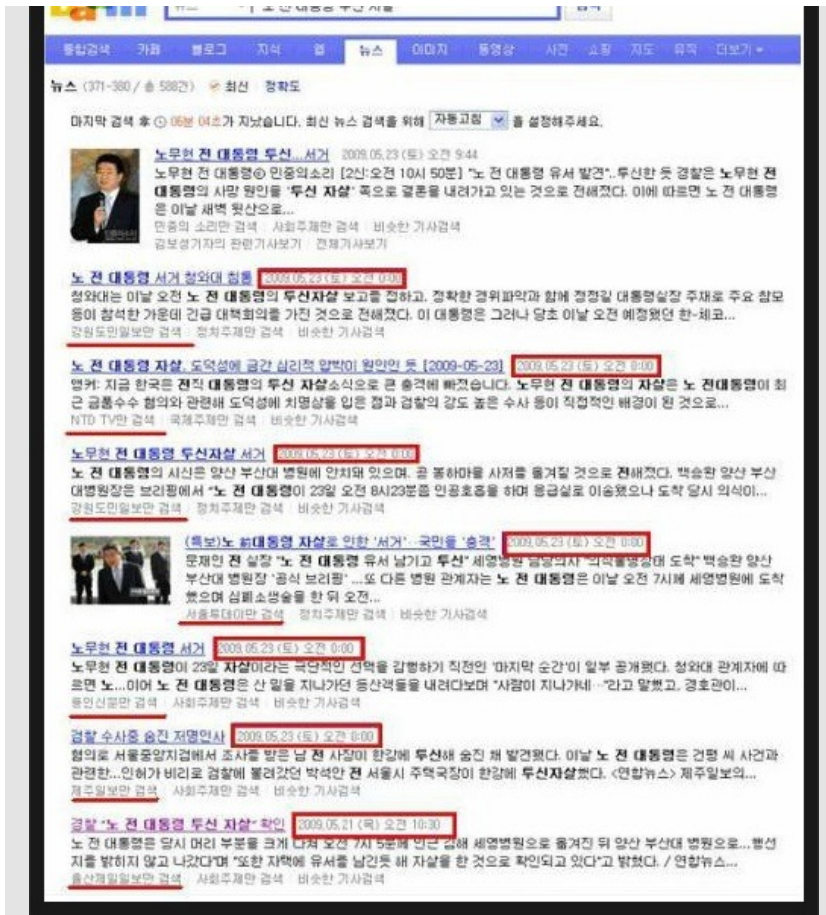 뉴스 노 전 대통령 투신 자살 검색
통합검색 카페 블로그 지식 웹 뉴스 이미지 동영상 사전 쇼핑 지도 뮤직 더보기
뉴스 (371-380 / 총 588건) 최신 정확도
마지막 검색 후 06분 04초가 지났습니다. 최신 뉴스 검색을 위해 자동고침 을 설정해주세요.
노무현 전 대통령 투신...서거 2009.05.23 (토) 오전 9:44
노무현 전 대통령ⓒ 민중의소리 [2신:오전 10시 50분] "노 전 대통령 유서 발견"..투신한 듯 경찰은 노무현 전
대통령의 사망 원인을 '투신 자살' 쪽으로 결론을 내려가고 있는 것으로 전해졌다. 이에 따르면 노 전 대통령
은 이날 새벽 뒷산으로...
민중의 소리만 검색 사회주제만 검색 비슷한 기사검색
김보성기자의 관련기사보기 전체기사보기
노 전 대통령 서거 청와대 침통 2009.05.23 (토) 오전 0:00
청와대는 이날 오전 노 전 대통령의 투신자살 보고를 접하고. 정확한 경위파악과 함께 정정길 대통령실장 주재로 주요 참모
등이 참석한 가운데 긴급 대책회의를 가진 것으로 전해졌다. 이 대통령은 그러나 당초 이날 오전 예정됐던 한-체코...
강원도민일보만 검색 정치주제만 검색 비슷한 기사검색
노 전 대통령 자살, 도덕성에 금간 심리적 압박이 원인인 듯 [2009-05-23] 2009.05.23 (토) 오전 0:00
앵커: 지금 한국은 전직 대통령의 투신 자살소식으로 큰 충격에 빠졌습니다. 노무현 전 대통령의 자살은 노 전대통령이 최
근 금품수수 혐의와 관련해 도덕성에 치명상을 입은 점과 검찰의 강도 높은 수사 등이 직접적인 배경이 된 것으로...
NTD TV만 검색 국제주제만 검색 비슷한 기사검색
노무현 전 대통령 투신자살 서거 2009.05.23 (토) 오전 0:00
노 전 대통령의 시신은 양산 부산대 병원에 안치돼 있으며. 곧 봉하마을 사저를 옮겨질 것으로 전해졌다. 백승완 양산 부산
대병원장은 브리핑에서 "노 전 대통령이 23일 오전 8시23분쯤 인공호흡을 하며 응급실로 이송됐으나 도착 당시 의식이...
강원도민일보만 검색 정치주제만 검색 비슷한 기사검색
(특보)노 前대통령 자살로 인한 '서거'··국민들 '충격' 2009.05.23 (토) 오전 0:00
문재인 전 실장 "노 전 대통령 유서 남기고 투신" 세영병원 담당의사 "의식불명상태 도착" 백승완 양산
부산대 병원장 '공식 브리핑' ...또 다른 병원 관계자는 노 전 대통령은 이날 오전 7시께 세영병원에 도착
했으며 심폐소생술을 한 뒤 오전...
서울투데이만 검색 정치주제만 검색 비슷한 기사검색
노무현 전 대통령 서거 2009.05.23 (토) 오전 0:00
노무현 전 대통령이 23일 자살이라는 극단적인 선택을 감행하기 직전인 '마지막 순간'이 일부 공개됐다. 청와대 관계자에 따
르면 노...이어 노 전 대통령은 산 밑을 지나가던 등산객들을 내려다보며 "사람이 지나가네…"라고 말했고, 경호관이...
용인신문만 검색 사회주제만 검색 비슷한 기사검색
검찰 수사중 숨진 저명인사 2009.05.23 (토) 오전 0:00
혐의로 서울중앙지검에서 조사를 받은 남 전 사장이 한강에 투신해 숨진 채 발견됐다. 이날 노 전 대통령은 건평 씨 사건과
관련한...인허가 비리로 검찰에 불려갔던 박석안 전 서울시 주택국장이 한강에 투신자살했다. <연합뉴스> 제주일보의...
제주일보만 검색 사회주제만 검색 비슷한 기사검색
경찰 "노 전 대통령 투신 자살" 확인 2009.05.21 (목) 오전 10:30
노 전 대통령은 당시 머리 부분을 크게 다쳐 오전 7시 5분께 인근 김해 세영병원으로 옮겨진 뒤 양산 부산대 병원으로...행선
지를 밝히지 않고 나갔다"며 "또한 자택에 유서를 남긴듯 해 자살을 한 것으로 확인되고 있다"고 밝혔다. / 연합뉴스...
울산제일일보만 검색 사회주제만 검색 비슷한 기사검색